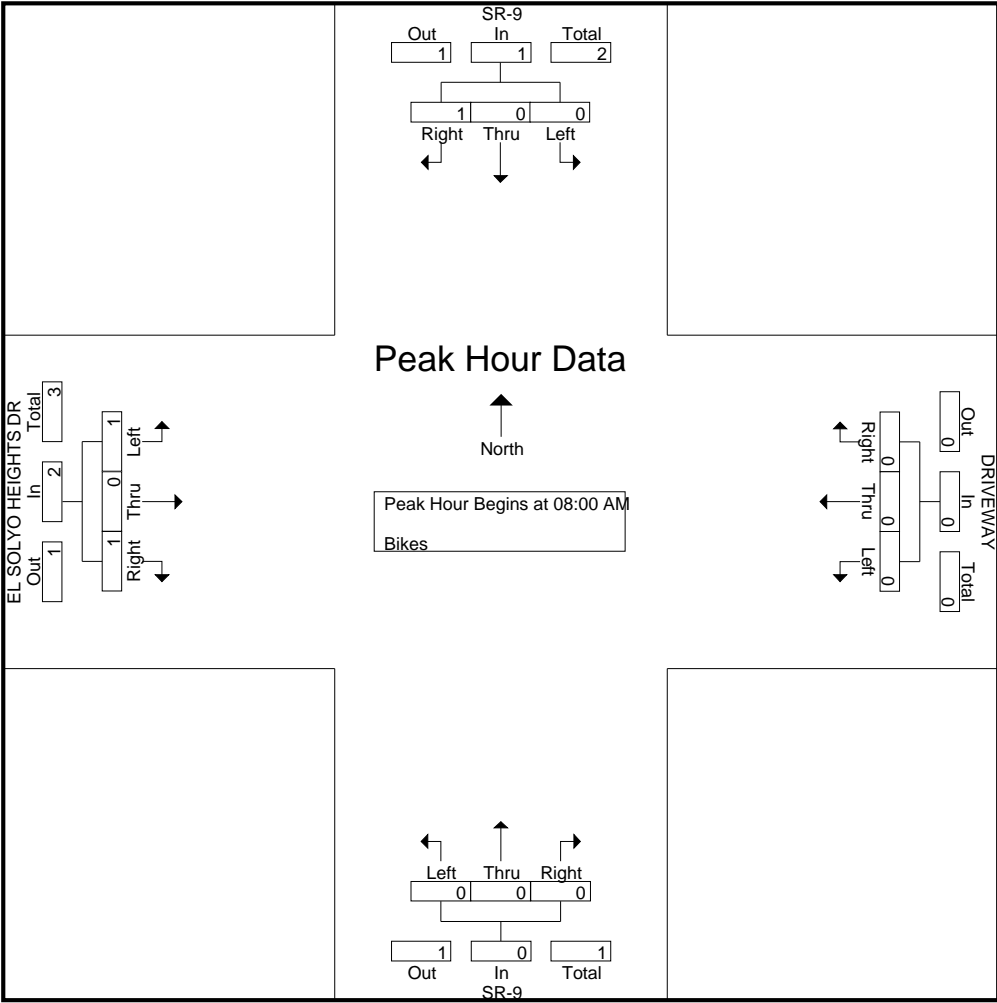 SR-9
Out In Total
1 1 2
1 0 0
Right Thru Left
Peak Hour Data
North
Peak Hour Begins at 08:00 AM
Bikes
EL SOLYO HEIGHTS DR
Total In Out
3 2 1
1 0 1
Left Thru Right
DRIVEWAY
Out In Total
0 0 0
Right Thru Left
0 0 0
Left Thru Right
0 0 0
1 0 1
Out In Total
SR-9